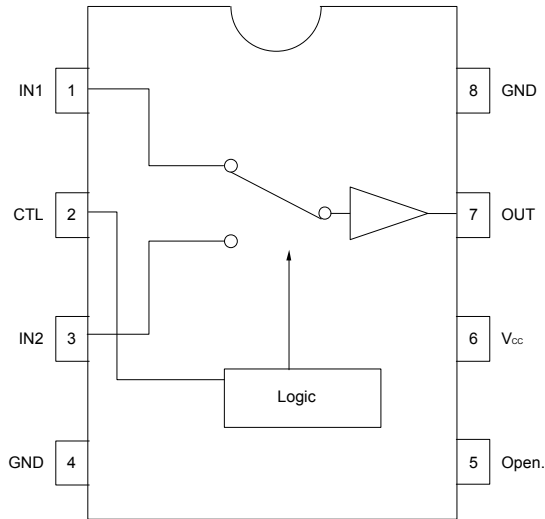 IN1 1 8 GND
CTL 2 7 OUT
IN2 3 6 Vcc
Logic
GND 4 5 Open.